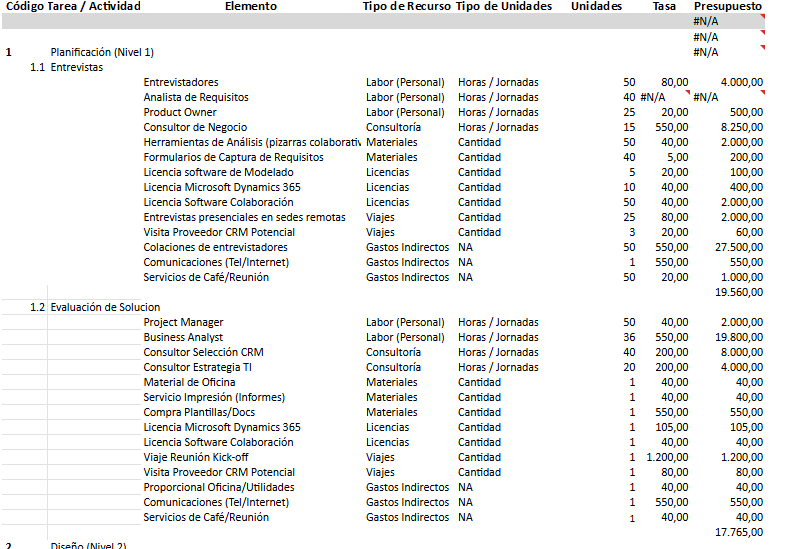 Código Tarea / Actividad Elemento Tipo de Recurso Tipo de Unidades Unidades Tasa Presupuesto
#N/A
#N/A
1 Planificación (Nivel 1) #N/A
1.1 Entrevistas
Entrevistadores Labor (Personal) Horas / Jornadas 50 80,00 4.000,00
Analista de Requisitos Labor (Personal) Horas / Jornadas 40 #N/A #N/A
Product Owner Labor (Personal) Horas / Jornadas 25 20,00 500,00
Consultor de Negocio Consultoría Horas / Jornadas 15 550,00 8.250,00
Herramientas de Análisis (pizarras colaborativ Materiales Cantidad 50 40,00 2.000,00
Formularios de Captura de Requisitos Materiales Cantidad 40 5,00 200,00
Licencia software de Modelado Licencias Cantidad 5 20,00 100,00
Licencia Microsoft Dynamics 365 Licencias Cantidad 10 40,00 400,00
Licencia Software Colaboración Licencias Cantidad 50 40,00 2.000,00
Entrevistas presenciales en sedes remotas Viajes Cantidad 25 80,00 2.000,00
Visita Proveedor CRM Potencial Viajes Cantidad 3 20,00 60,00
Colaciones de entrevistadores Gastos Indirectos NA 50 550,00 27.500,00
Comunicaciones (Tel/Internet) Gastos Indirectos NA 1 550,00 550,00
Servicios de Café/Reunión Gastos Indirectos NA 50 20,00 1.000,00
19.560,00
1.2 Evaluación de Solucion
Project Manager Labor (Personal) Horas / Jornadas 50 40,00 2.000,00
Business Analyst Labor (Personal) Horas / Jornadas 36 550,00 19.800,00
Consultor Selección CRM Consultoría Horas / Jornadas 40 200,00 8.000,00
Consultor Estrategia TI Consultoría Horas / Jornadas 20 200,00 4.000,00
Material de Oficina Materiales Cantidad 1 40,00 40,00
Servicio Impresión (Informes) Materiales Cantidad 1 40,00 40,00
Compra Plantillas/Docs Materiales Cantidad 1 550,00 550,00
Licencia Microsoft Dynamics 365 Licencias Cantidad 1 105,00 105,00
Licencia Software Colaboración Licencias Cantidad 1 40,00 40,00
Viaje Reunión Kick-off Viajes Cantidad 1 1.200,00 1.200,00
Visita Proveedor CRM Potencial Viajes Cantidad 1 80,00 80,00
Proporcional Oficina/Utilidades Gastos Indirectos NA 1 40,00 40,00
Comunicaciones (Tel/Internet) Gastos Indirectos NA 1 550,00 550,00
Servicios de Café/Reunión Gastos Indirectos NA 1 40,00 40,00
17.765,00
2 Diseño (Nivel 2)